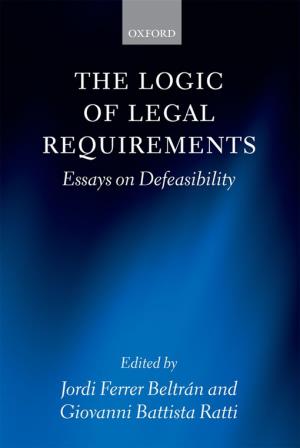 OXFORD
THE LOGIC
OF LEGAL
REQUIREMENTS
Essays on Defeasibility
Edited by
Jordi Ferrer Beltrán and
Giovanni Battista Ratti